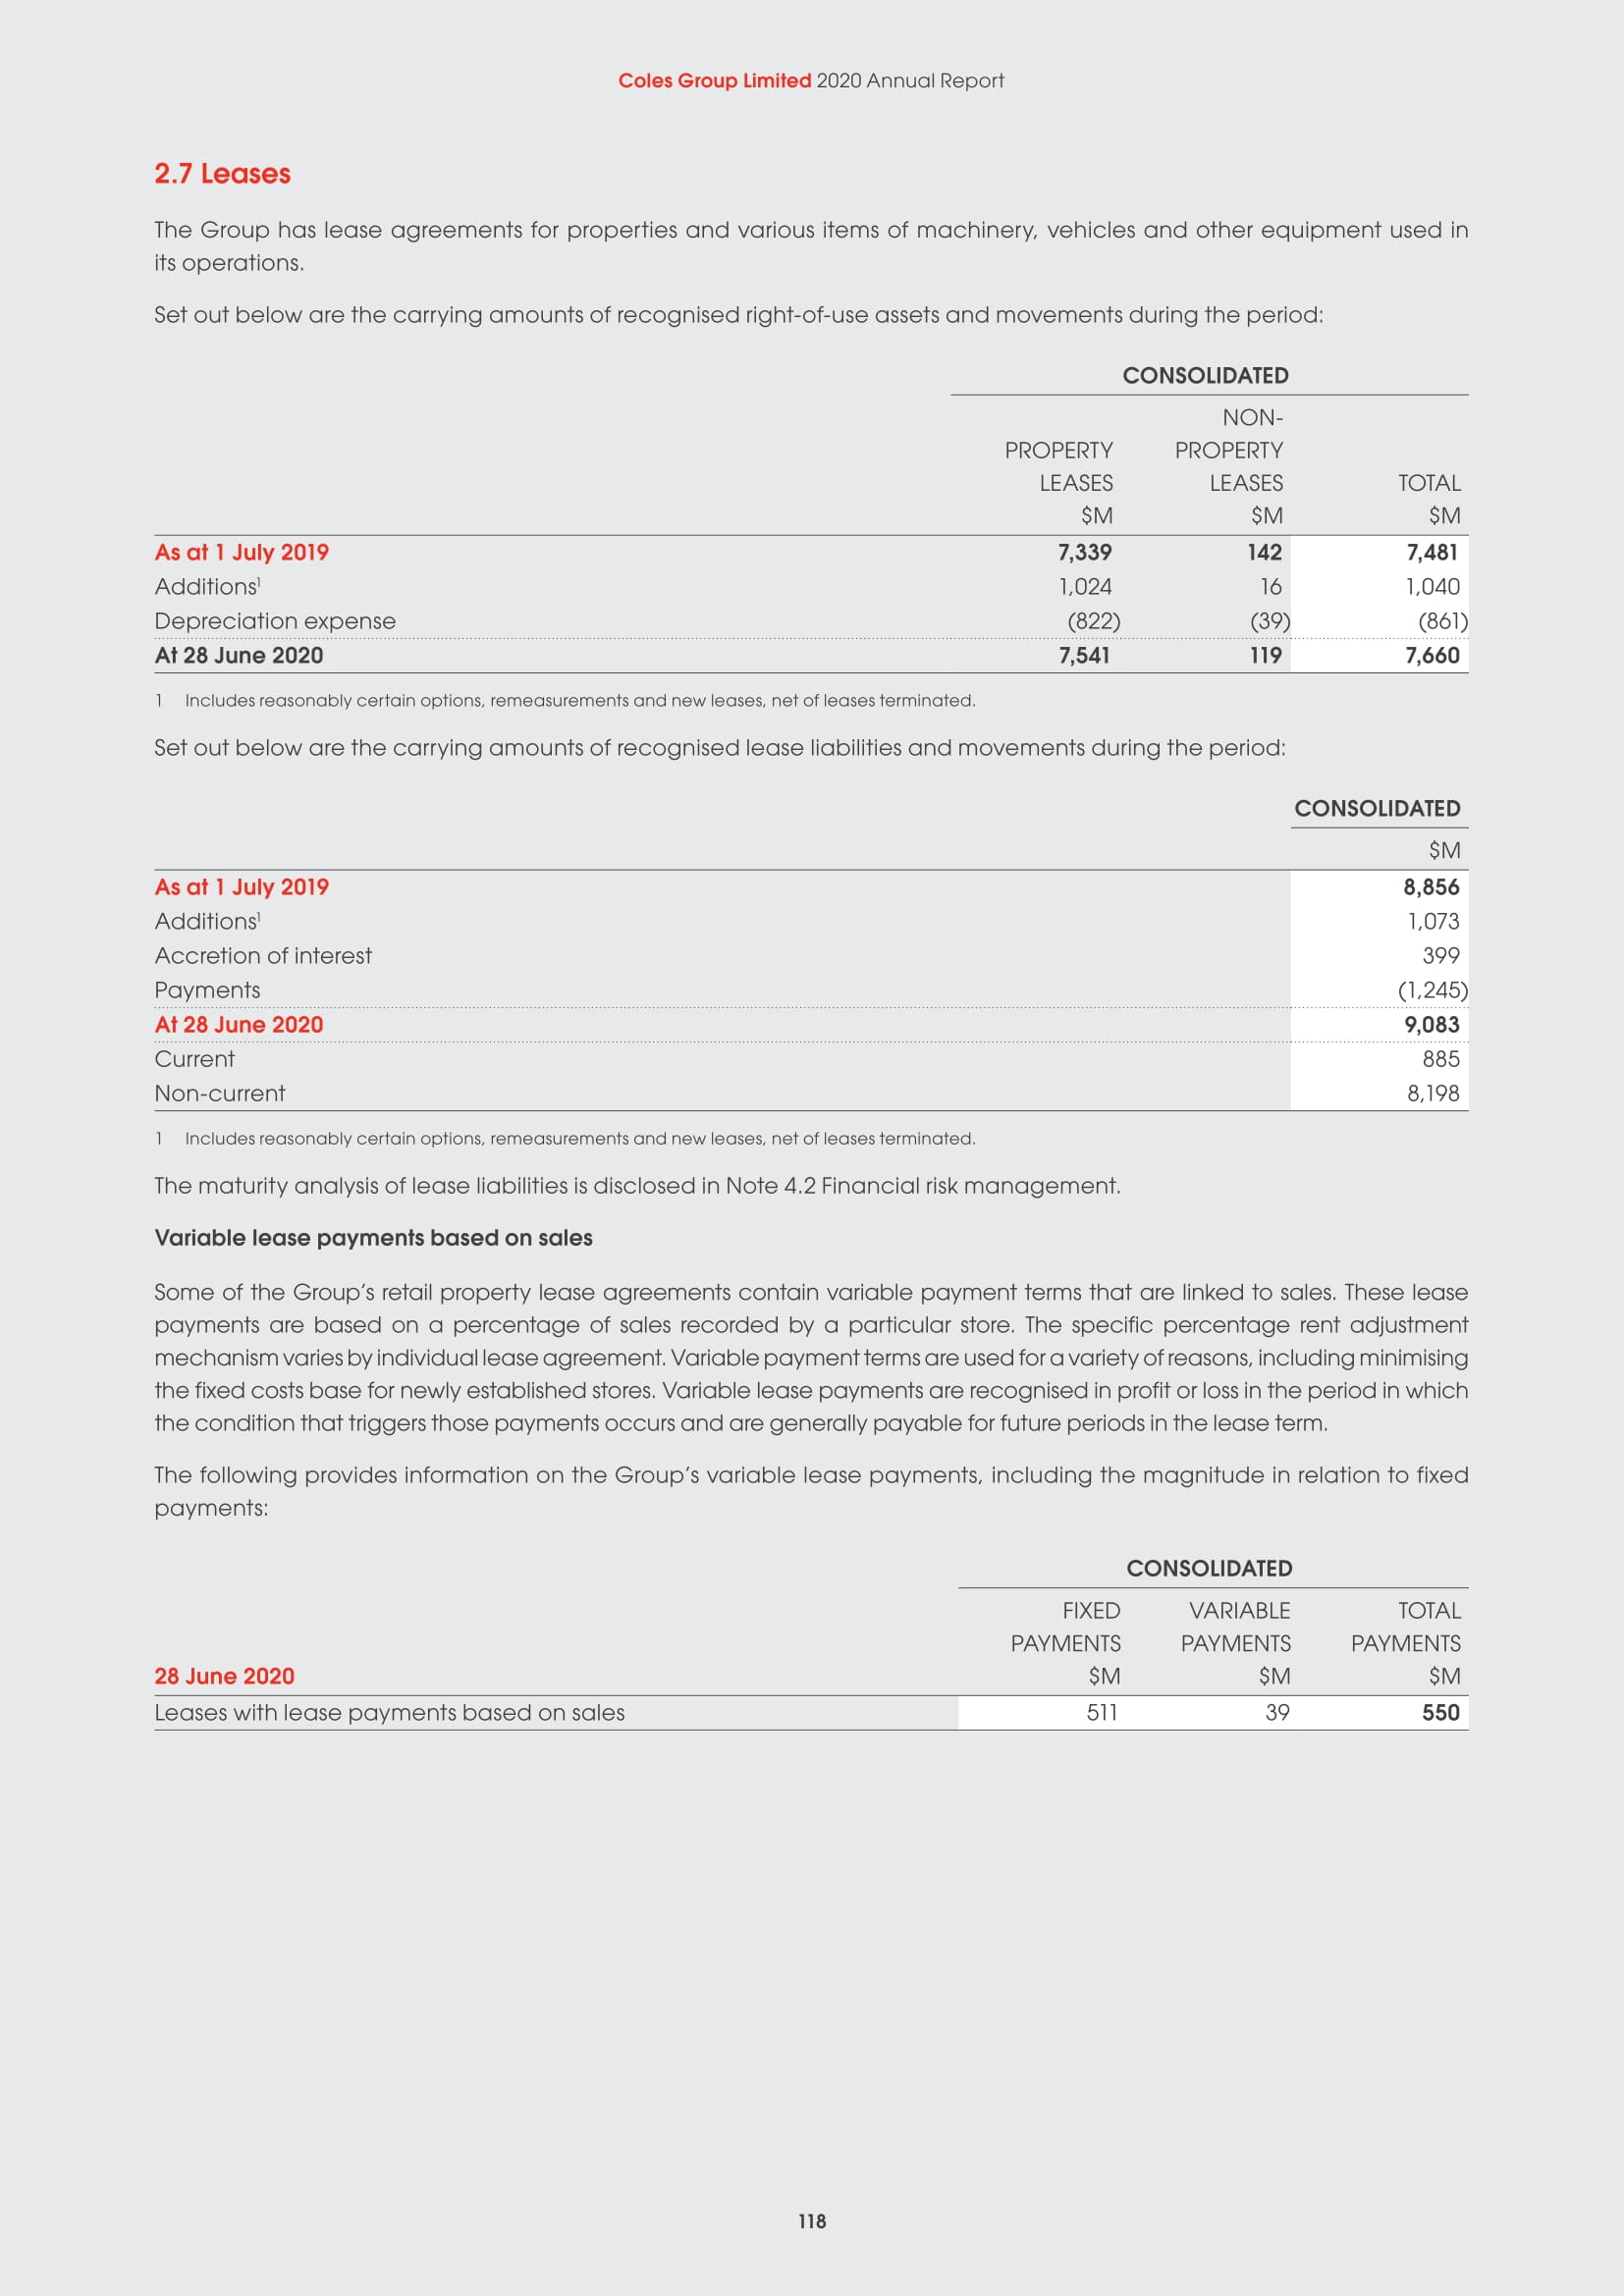 Coles Group Limited 2020 Annual Report
2.7 Leases
The Group has lease agreements for properties and various items of machinery, vehicles and other equipment used in
its operations.
Set out below are the carrying amounts of recognised right-of-use assets and movements during the period:
CONSOLIDATED
NON-
PROPERTY PROPERTY
LEASES LEASES TOTAL
$M $M $M
As at 1 July 2019 7,339 142 7,481
Additions¹ 1,024 16 1,040
Depreciation expense (822) (39) (861)
At 28 June 2020 7,541 119 7,660
1 Includes reasonably certain options, remeasurements and new leases, net of leases terminated.
Set out below are the carrying amounts of recognised lease liabilities and movements during the period:
CONSOLIDATED
$M
As at 1 July 2019 8,856
Additions¹ 1,073
Accretion of interest 399
Payments (1,245)
At 28 June 2020 9,083
Current 885
Non-current 8,198
1 Includes reasonably certain options, remeasurements and new leases, net of leases terminated.
The maturity analysis of lease liabilities is disclosed in Note 4.2 Financial risk management.
Variable lease payments based on sales
Some of the Group's retail property lease agreements contain variable payment terms that are linked to sales. These lease
payments are based on a percentage of sales recorded by a particular store. The specific percentage rent adjustment
mechanism varies by individual lease agreement. Variable payment terms are used for a variety of reasons, including minimising
the fixed costs base for newly established stores. Variable lease payments are recognised in profit or loss in the period in which
the condition that triggers those payments occurs and are generally payable for future periods in the lease term.
The following provides information on the Group's variable lease payments, including the magnitude in relation to fixed
payments:
CONSOLIDATED
FIXED VARIABLE TOTAL
PAYMENTS PAYMENTS PAYMENTS
28 June 2020 $M $M $M
Leases with lease payments based on sales 511 39 550
118